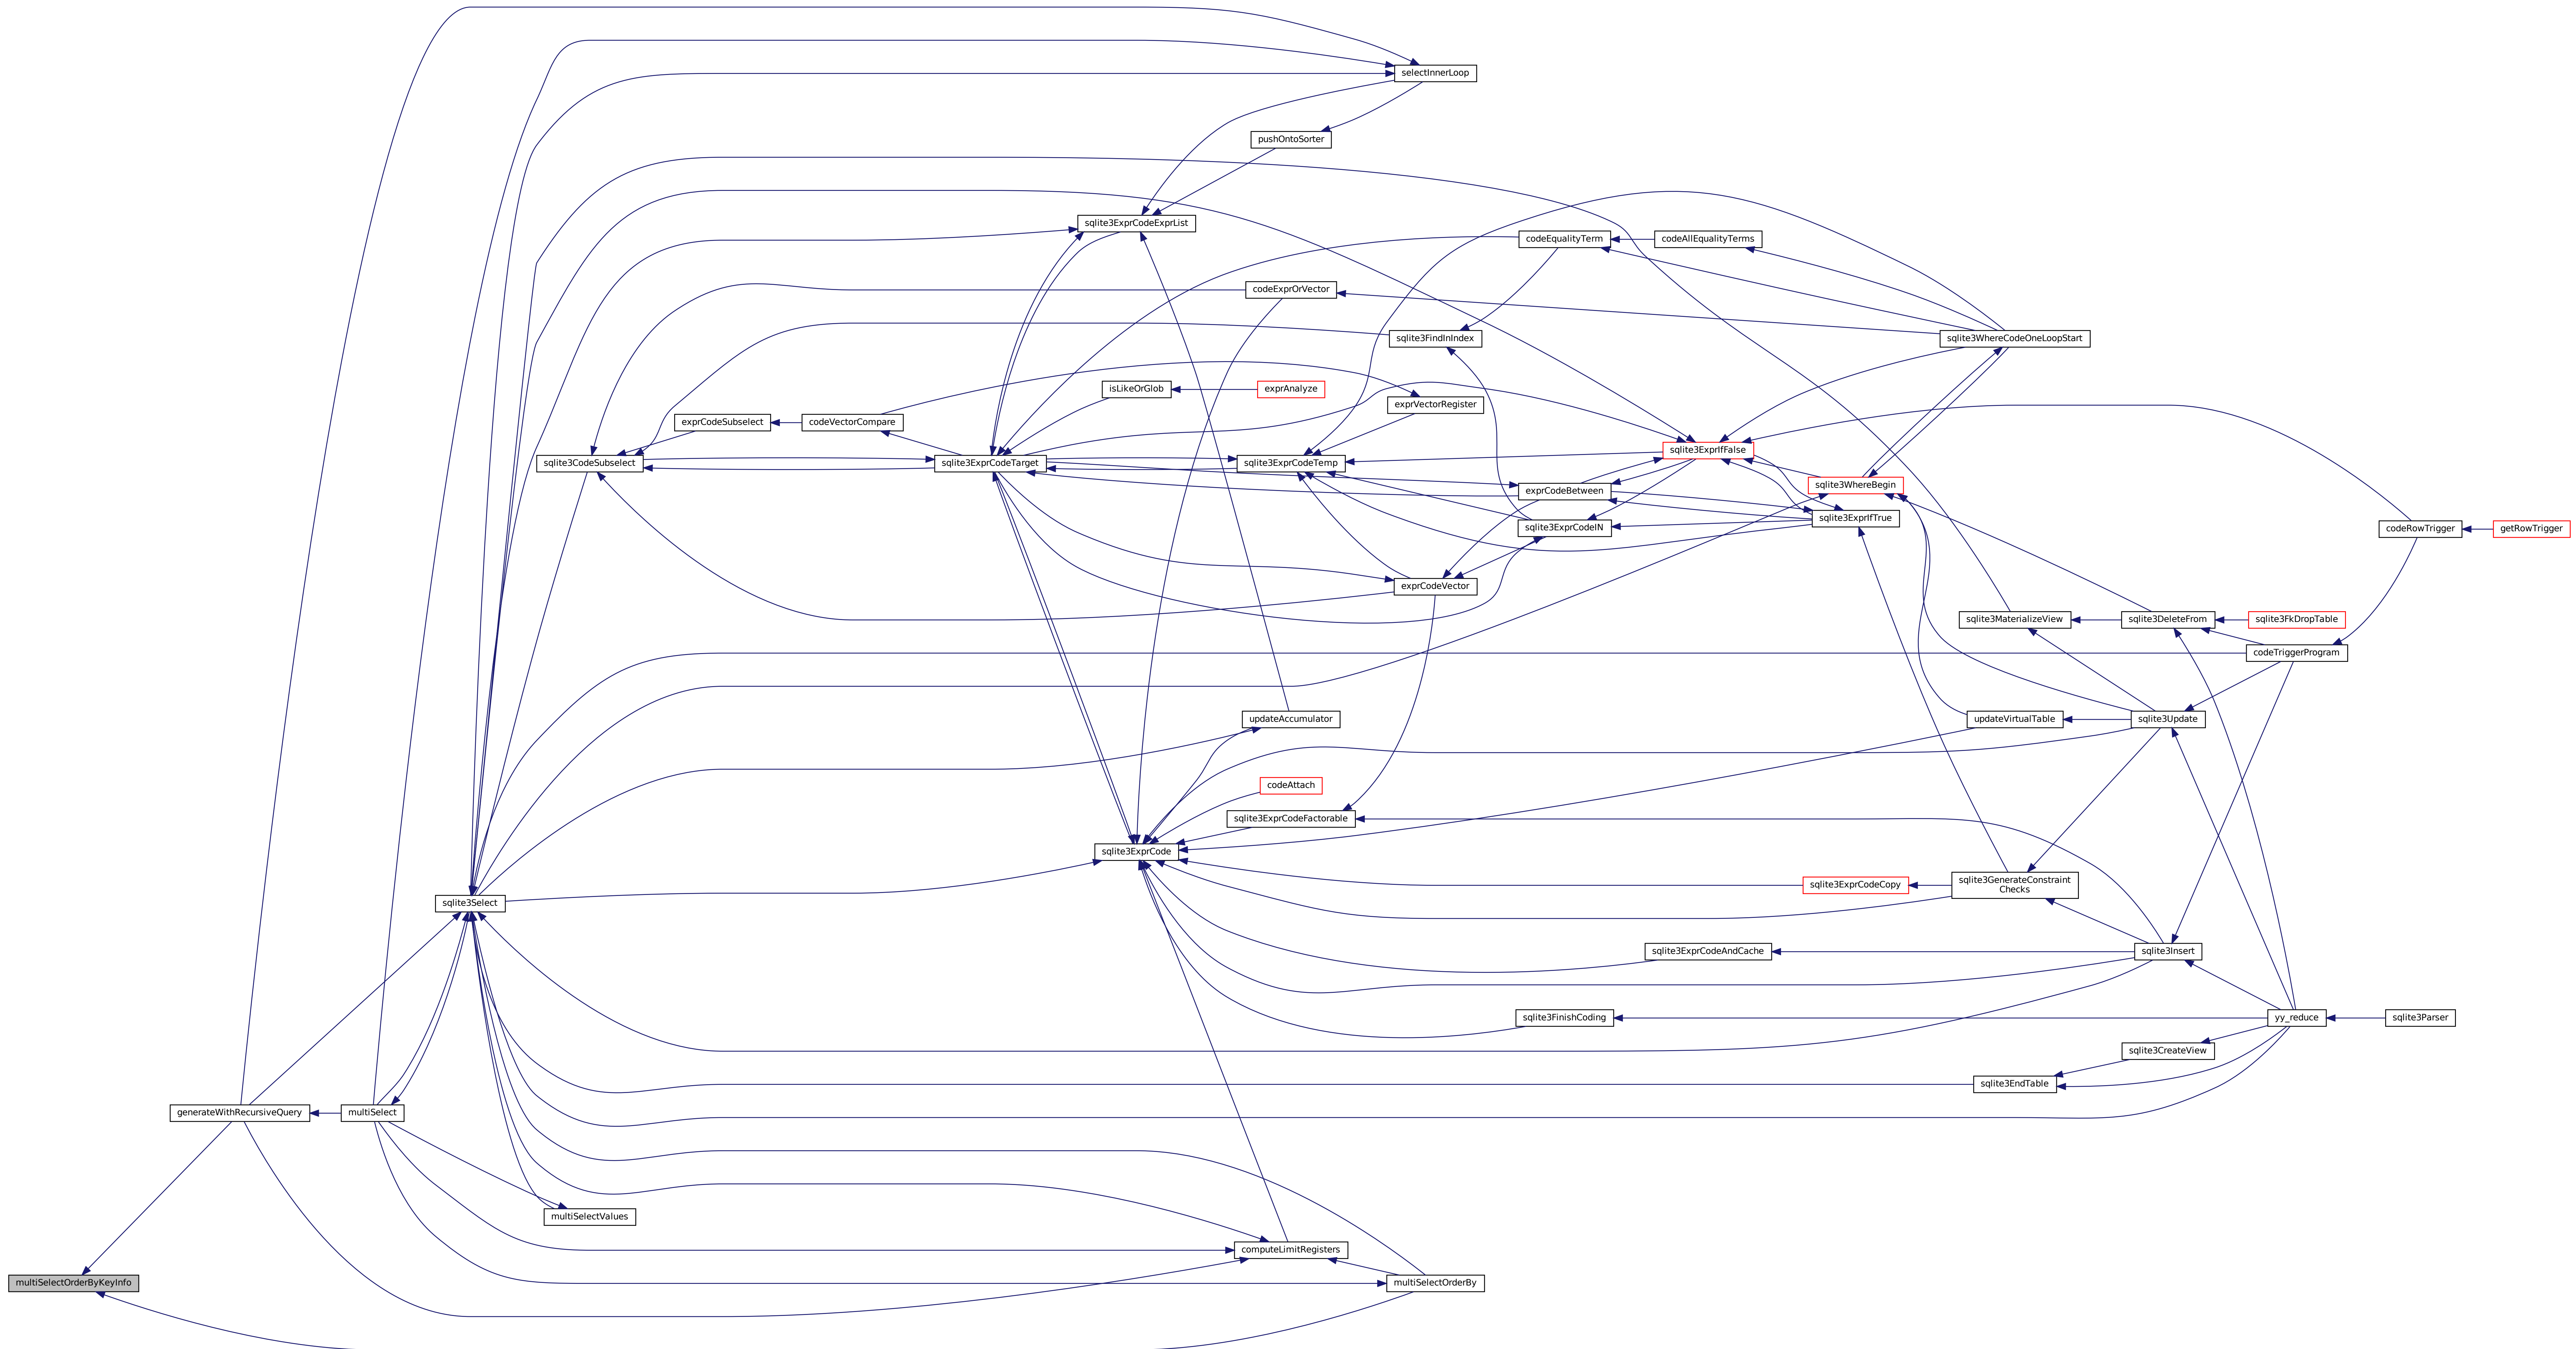 selectInnerLoop
pushOntoSorter
sqlite3ExprCodeExprList
codeEqualityTerm
codeAllEqualityTerms
codeExprOrVector
sqlite3FindInIndex
sqlite3WhereCodeOneLoopStart
isLikeOrGlob
exprAnalyze
exprVectorRegister
exprCodeSubselect
codeVectorCompare
sqlite3ExprIfFalse
sqlite3CodeSubselect
sqlite3ExprCodeTarget
sqlite3ExprCodeTemp
sqlite3WhereBegin
exprCodeBetween
sqlite3ExprIfTrue
sqlite3ExprCodeIN
codeRowTrigger
getRowTrigger
exprCodeVector
sqlite3MaterializeView
sqlite3DeleteFrom
sqlite3FkDropTable
codeTriggerProgram
updateAccumulator
updateVirtualTable
sqlite3Update
codeAttach
sqlite3ExprCodeFactorable
sqlite3ExprCode
sqlite3ExprCodeCopy
sqlite3GenerateConstraint
Checks
sqlite3Select
sqlite3ExprCodeAndCache
sqlite3Insert
sqlite3FinishCoding
yy_reduce
sqlite3Parser
sqlite3CreateView
sqlite3EndTable
generateWithRecursiveQuery
multiSelect
multiSelectValues
computeLimitRegisters
multiSelectOrderByKeyInfo
multiSelectOrderBy